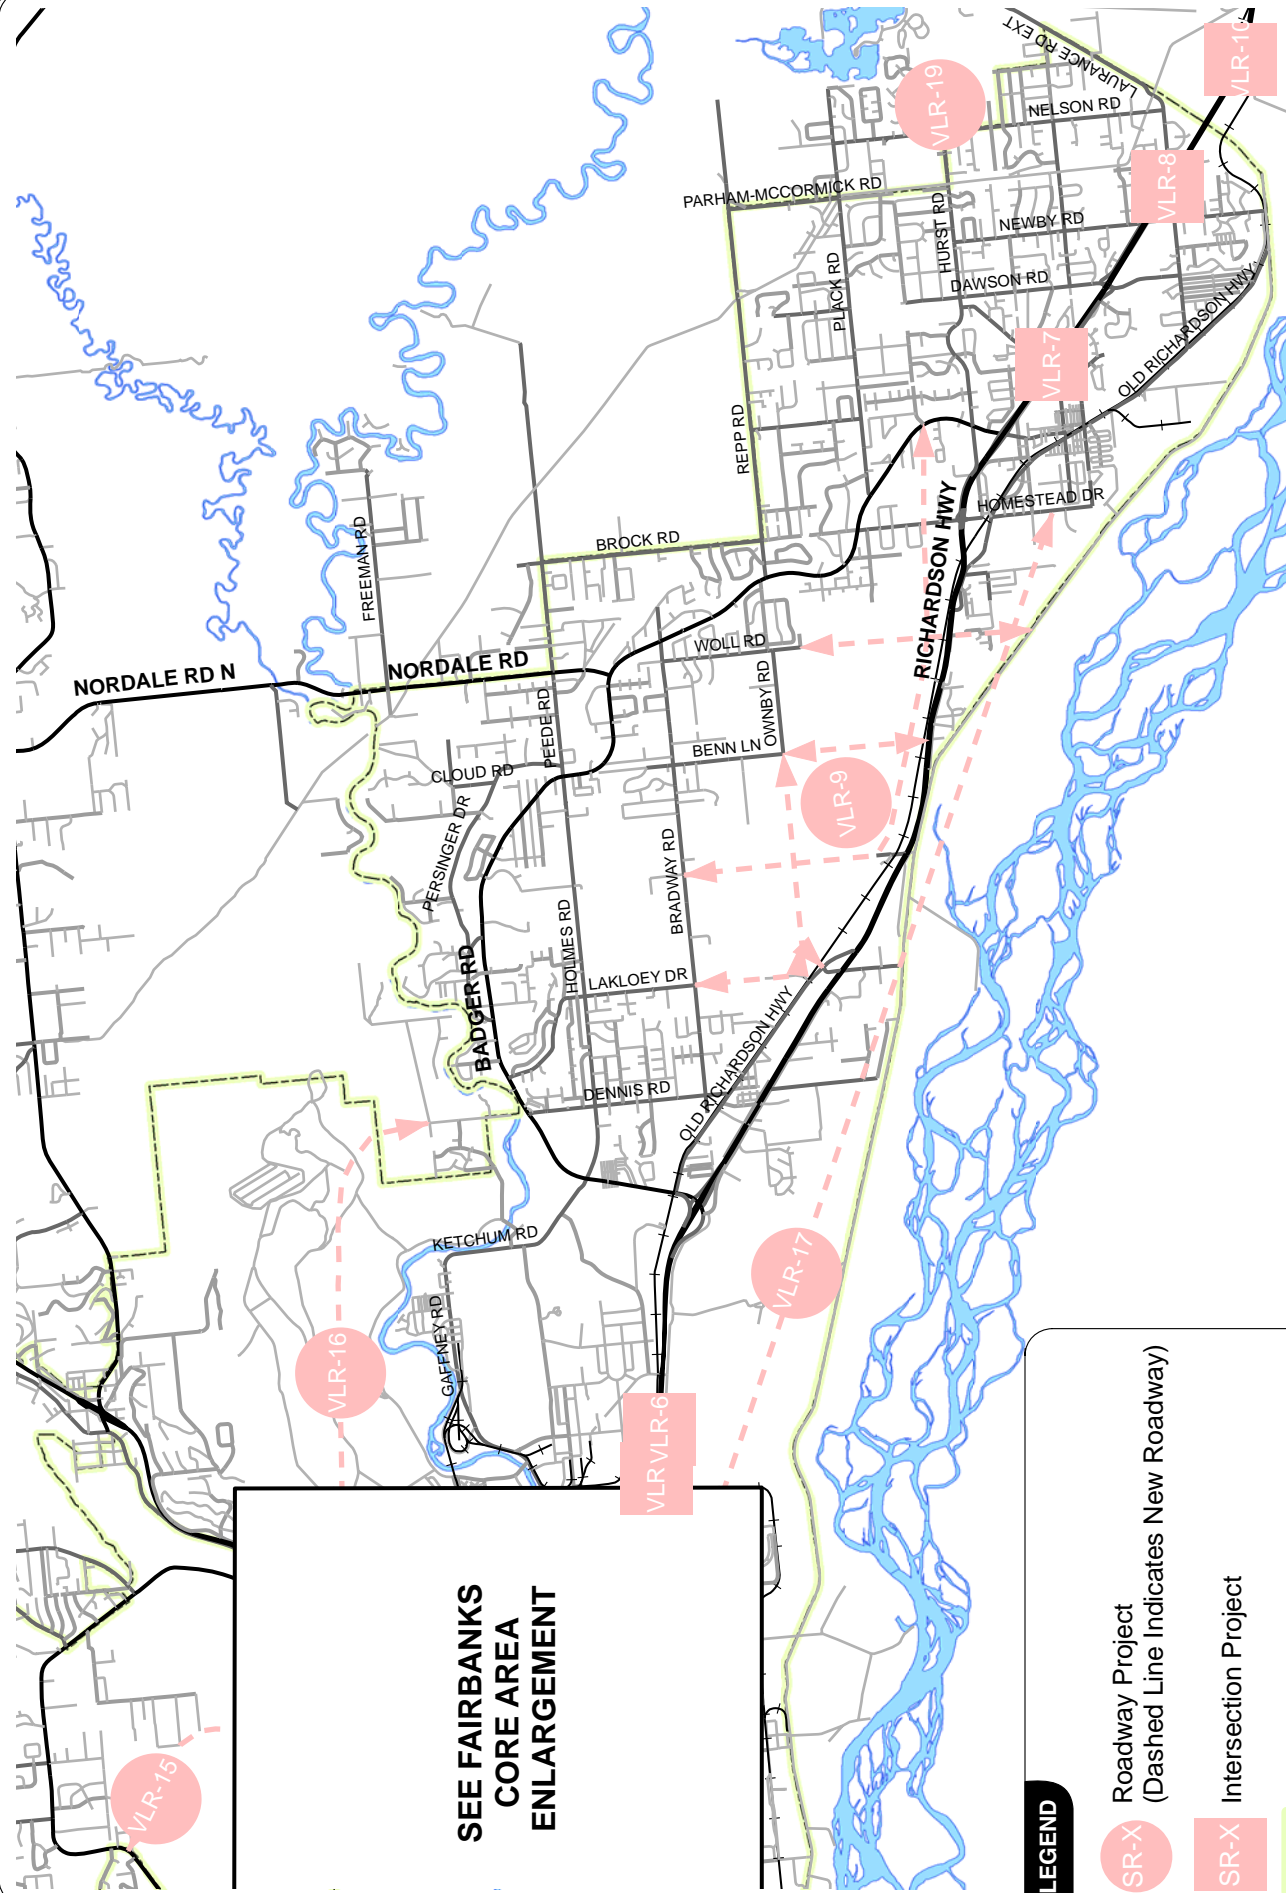 LAURANCE RD EXT
VLR-10
VLR-19
NELSON RD
VLR-8
PARHAM-MCCORMICK RD
HURST RD
NEWBY RD
PLACK RD
DAWSON RD
OLD RICHARDSON HWY
VLR-7
REPP RD
RICHARDSON HWY
HOMESTEAD DR
BROCK RD
FREEMAN RD
NORDALE RD N
NORDALE RD
WOLL RD
OWNBY RD
PEEDE RD
BENN LN
CLOUD RD
PERSINGER DR
VLR-9
BRADWAY RD
HOLMES RD
BADGER RD
LAKLOEY DR
OLD RICHARDSON HWY
DENNIS RD
KETCHUM RD
GAFFNEY RD
VLR-17
VLR-16
VLR VLR-6
VLR-15
SEE FAIRBANKS
CORE AREA
ENLARGEMENT
LEGEND
SR-X
Roadway Project
(Dashed Line Indicates New Roadway)
SR-X
Intersection Project